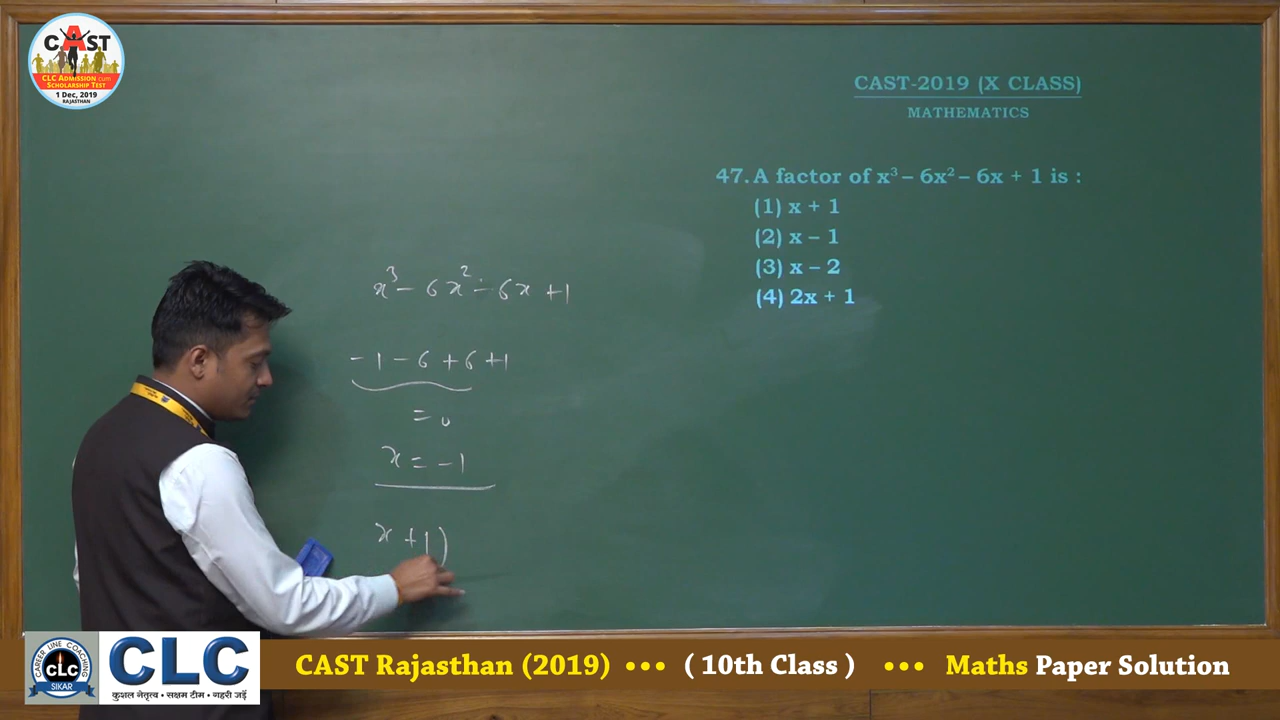 CAST
CLC ADMISSION cum
SCHOLARSHIP TEST
1 Dec, 2019
RAJASTHAN
CAST-2019 (X CLASS)
MATHEMATICS
47. A factor of x³ – 6x² – 6x + 1 is :
(1) x + 1
(2) x – 1
(3) x – 2
(4) 2x + 1
x³ - 6x² - 6x + 1
-1 - 6 + 6 + 1
= 0
x = -1
x + 1)
CAREER LINE COACHING
CLC
SIKAR
CLC
कुशल नेतृत्व • सक्षम टीम • गहरी जड़ें
CAST Rajasthan (2019) ••• ( 10th Class ) ••• Maths Paper Solution